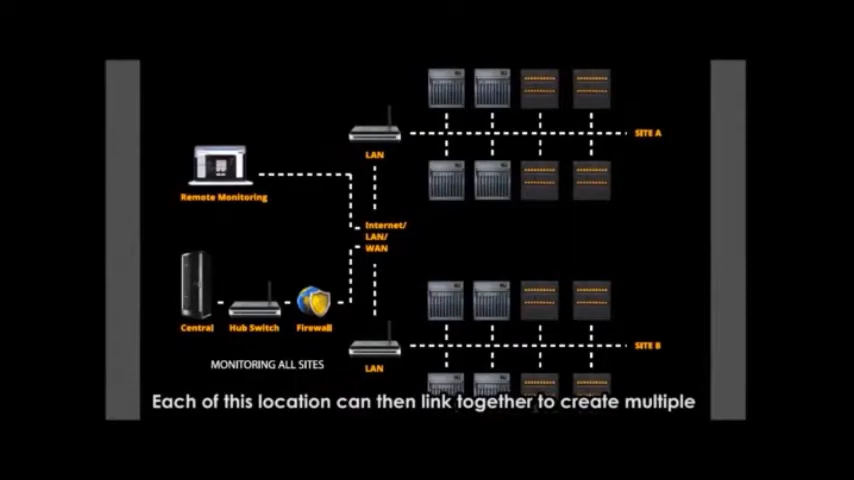 SITE A
LAN
Remote Monitoring
Internet/
LAN/
WAN
Central
Hub Switch
Firewall
SITE B
MONITORING ALL SITES
LAN
Each of this location can then link together to create multiple